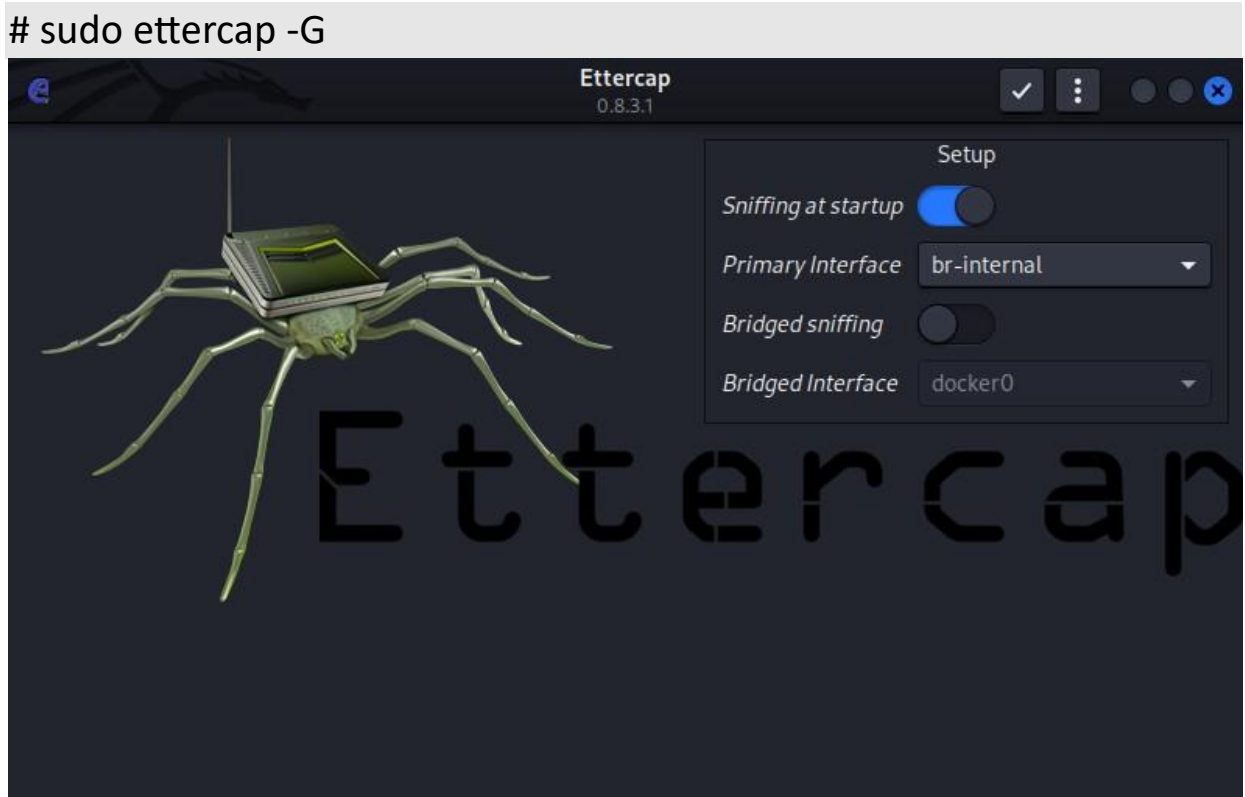 # sudo ettercap -G
Ettercap
0.8.3.1
Setup
Sniffing at startup
Primary Interface br-internal
Bridged sniffing
Bridged Interface docker0
Ettercap